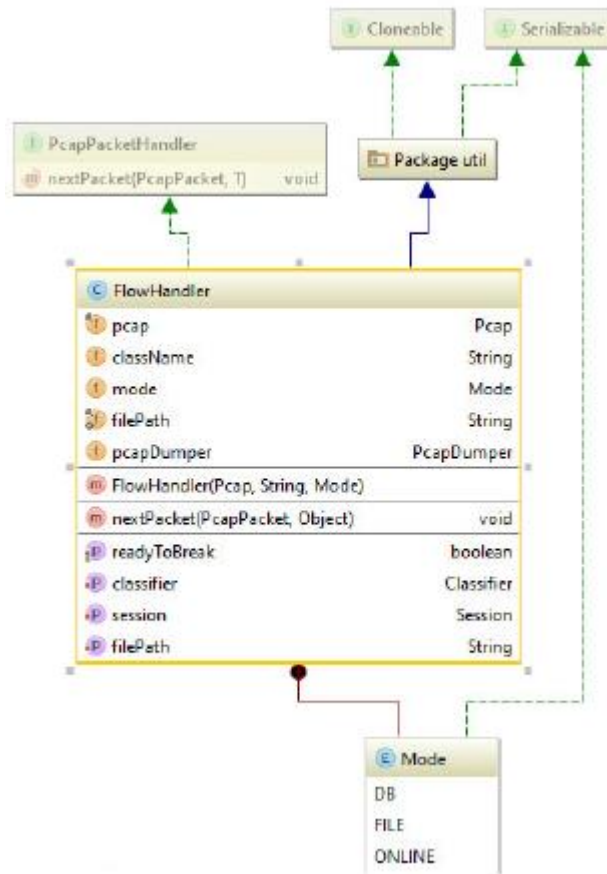 Cloneable
Serializable
PcapPacketHandler
nextPacket(PcapPacket, T) void
Package util
FlowHandler
pcap Pcap
className String
mode Mode
filePath String
pcapDumper PcapDumper
FlowHandler(Pcap, String, Mode)
nextPacket(PcapPacket, Object) void
readyToBreak boolean
classifier Classifier
session Session
filePath String
Mode
DB
FILE
ONLINE